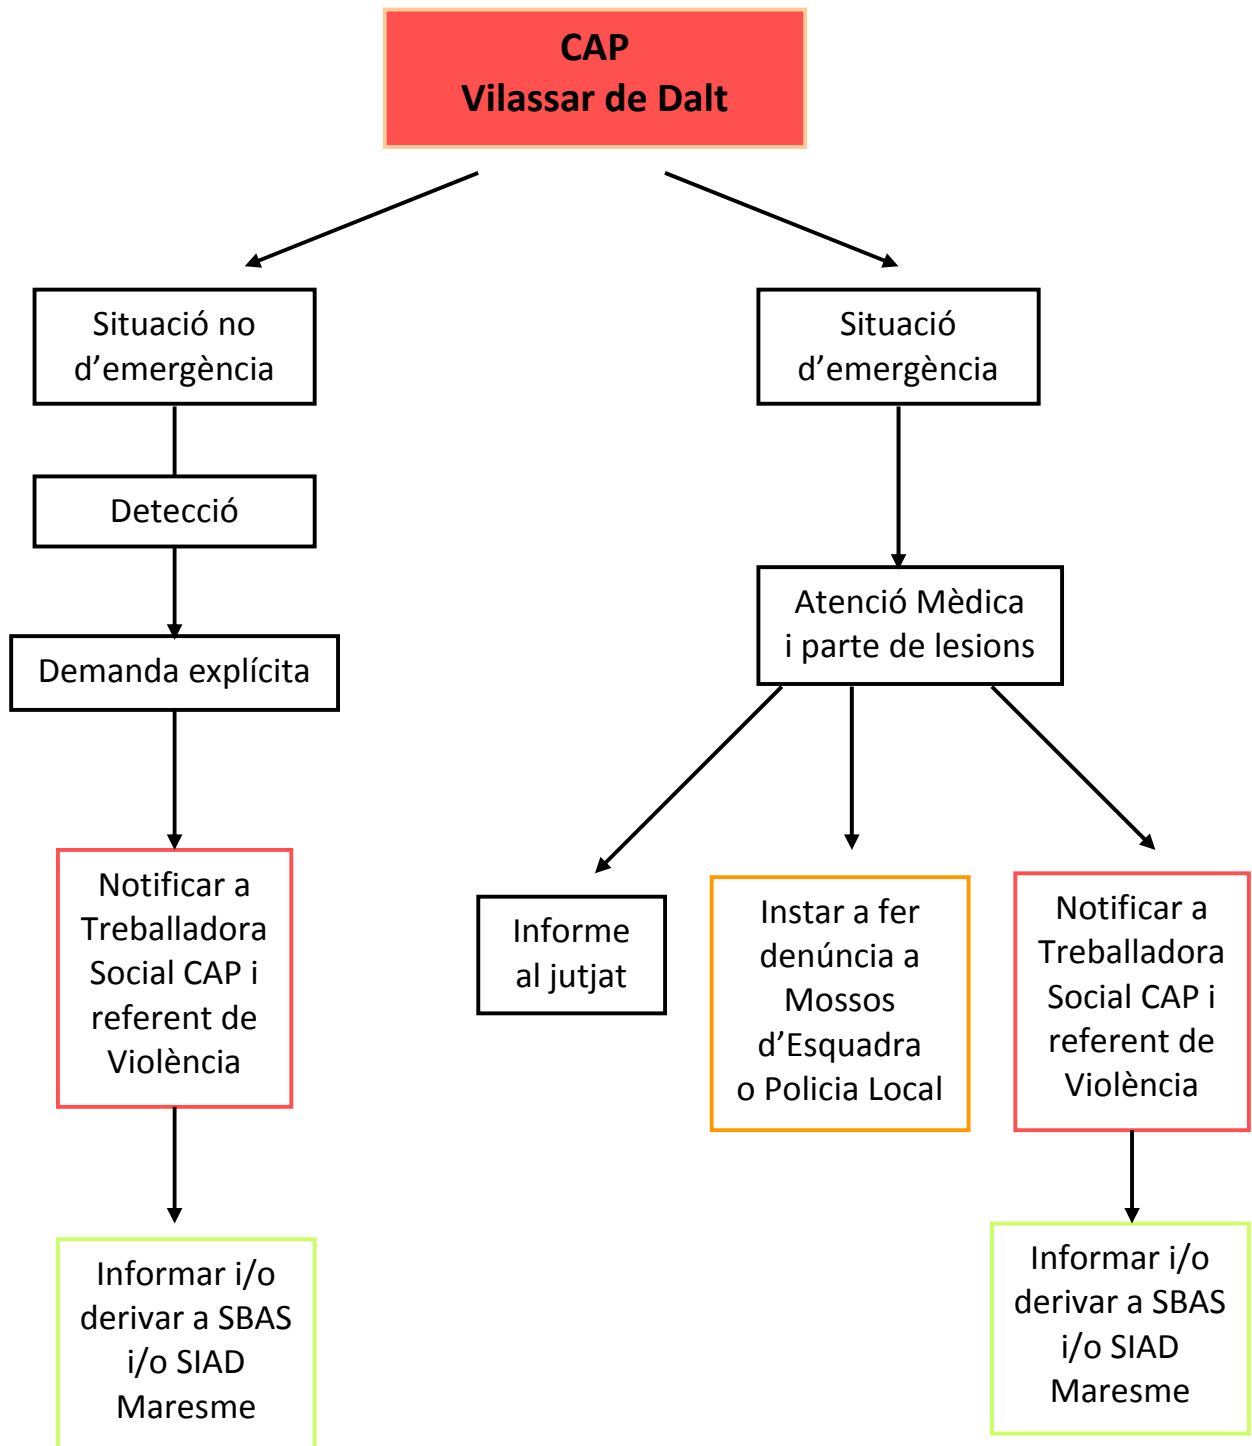 CAP
Vilassar de Dalt
Situació no
d’emergència
Situació
d’emergència
Detecció
Atenció Mèdica
i parte de lesions
Demanda explícita
Notificar a
Treballadora
Social CAP i
referent de
Violència
Informe
al jutjat
Instar a fer
denúncia a
Mossos
d’Esquadra
o Policia Local
Notificar a
Treballadora
Social CAP i
referent de
Violència
Informar i/o
derivar a SBAS
i/o SIAD
Maresme
Informar i/o
derivar a SBAS
i/o SIAD
Maresme